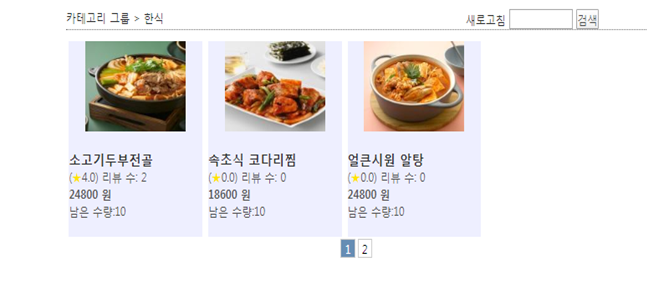 카테고리 그룹 > 한식
새로고침 검색
소고기두부전골
(★4.0) 리뷰 수: 2
24800 원
남은 수량:10
속초식 코다리찜
(★0.0) 리뷰 수: 0
18600 원
남은 수량:10
얼큰시원 알탕
(★0.0) 리뷰 수: 0
24800 원
남은 수량:10
1 2